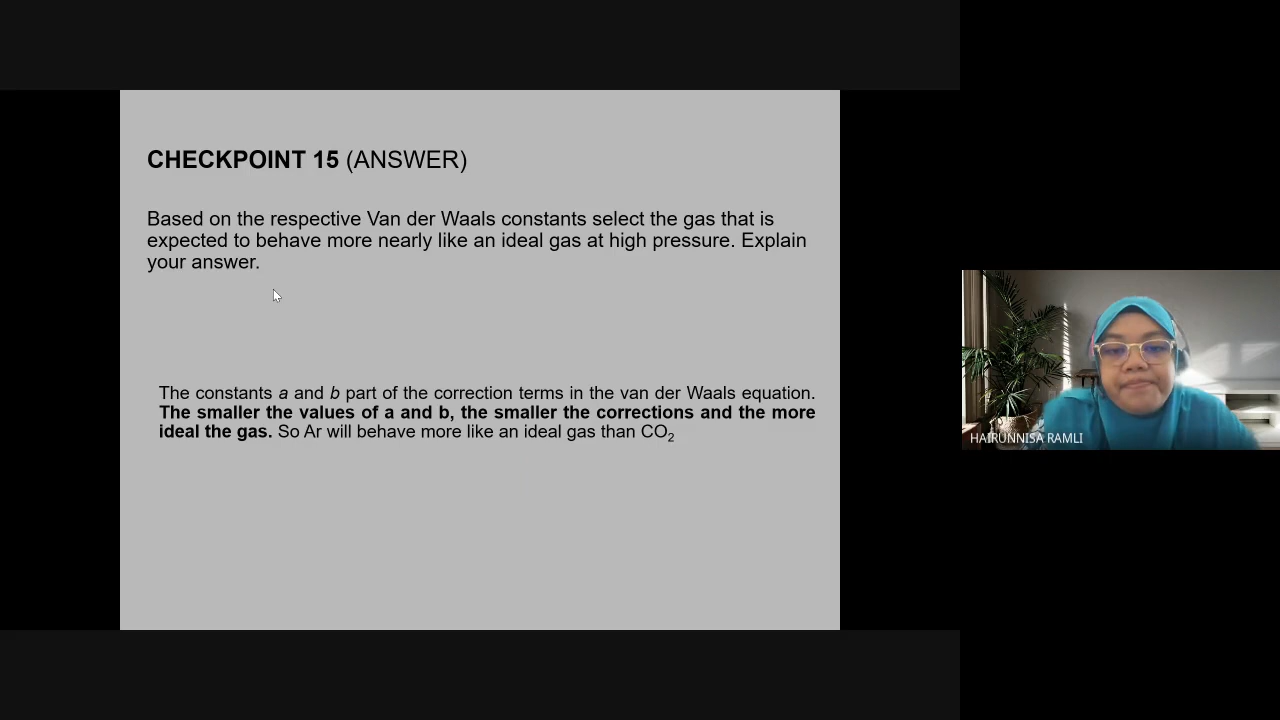 CHECKPOINT 15 (ANSWER)
Based on the respective Van der Waals constants select the gas that is
expected to behave more nearly like an ideal gas at high pressure. Explain
your answer.
The constants a and b part of the correction terms in the van der Waals equation.
The smaller the values of a and b, the smaller the corrections and the more
ideal the gas. So Ar will behave more like an ideal gas than CO₂
HAIRUNNISA RAMLI